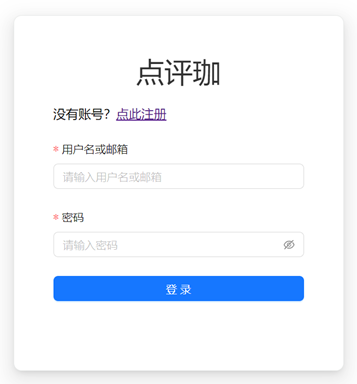 点评珈
没有账号？点此注册
* 用户名或邮箱
请输入用户名或邮箱
* 密码
请输入密码
登 录